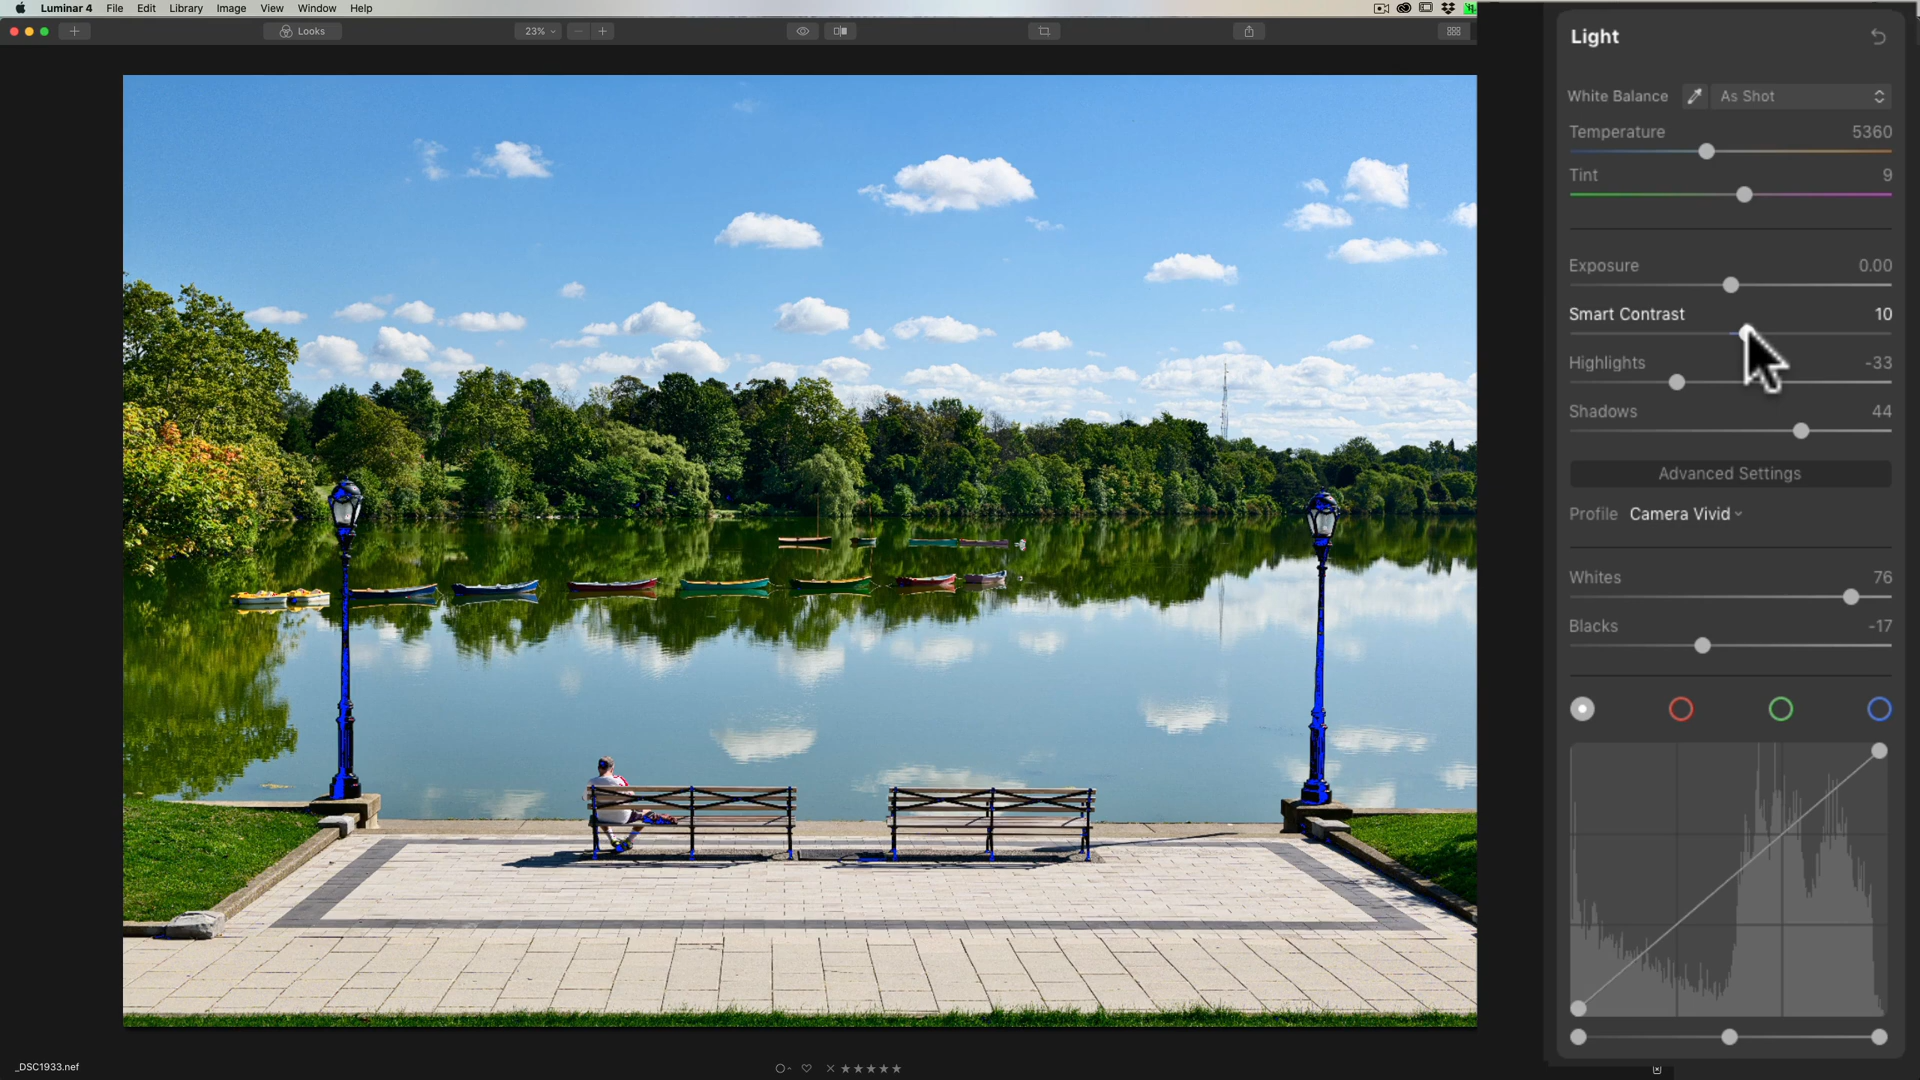 Luminar 4 File Edit Library Image View Window Help
Looks
23%
Light
White Balance As Shot
Temperature 5360
Tint 9
Exposure 0.00
Smart Contrast 10
Highlights -33
Shadows 44
Advanced Settings
Profile Camera Vivid
Whites 76
Blacks -17
_DSC1933.nef